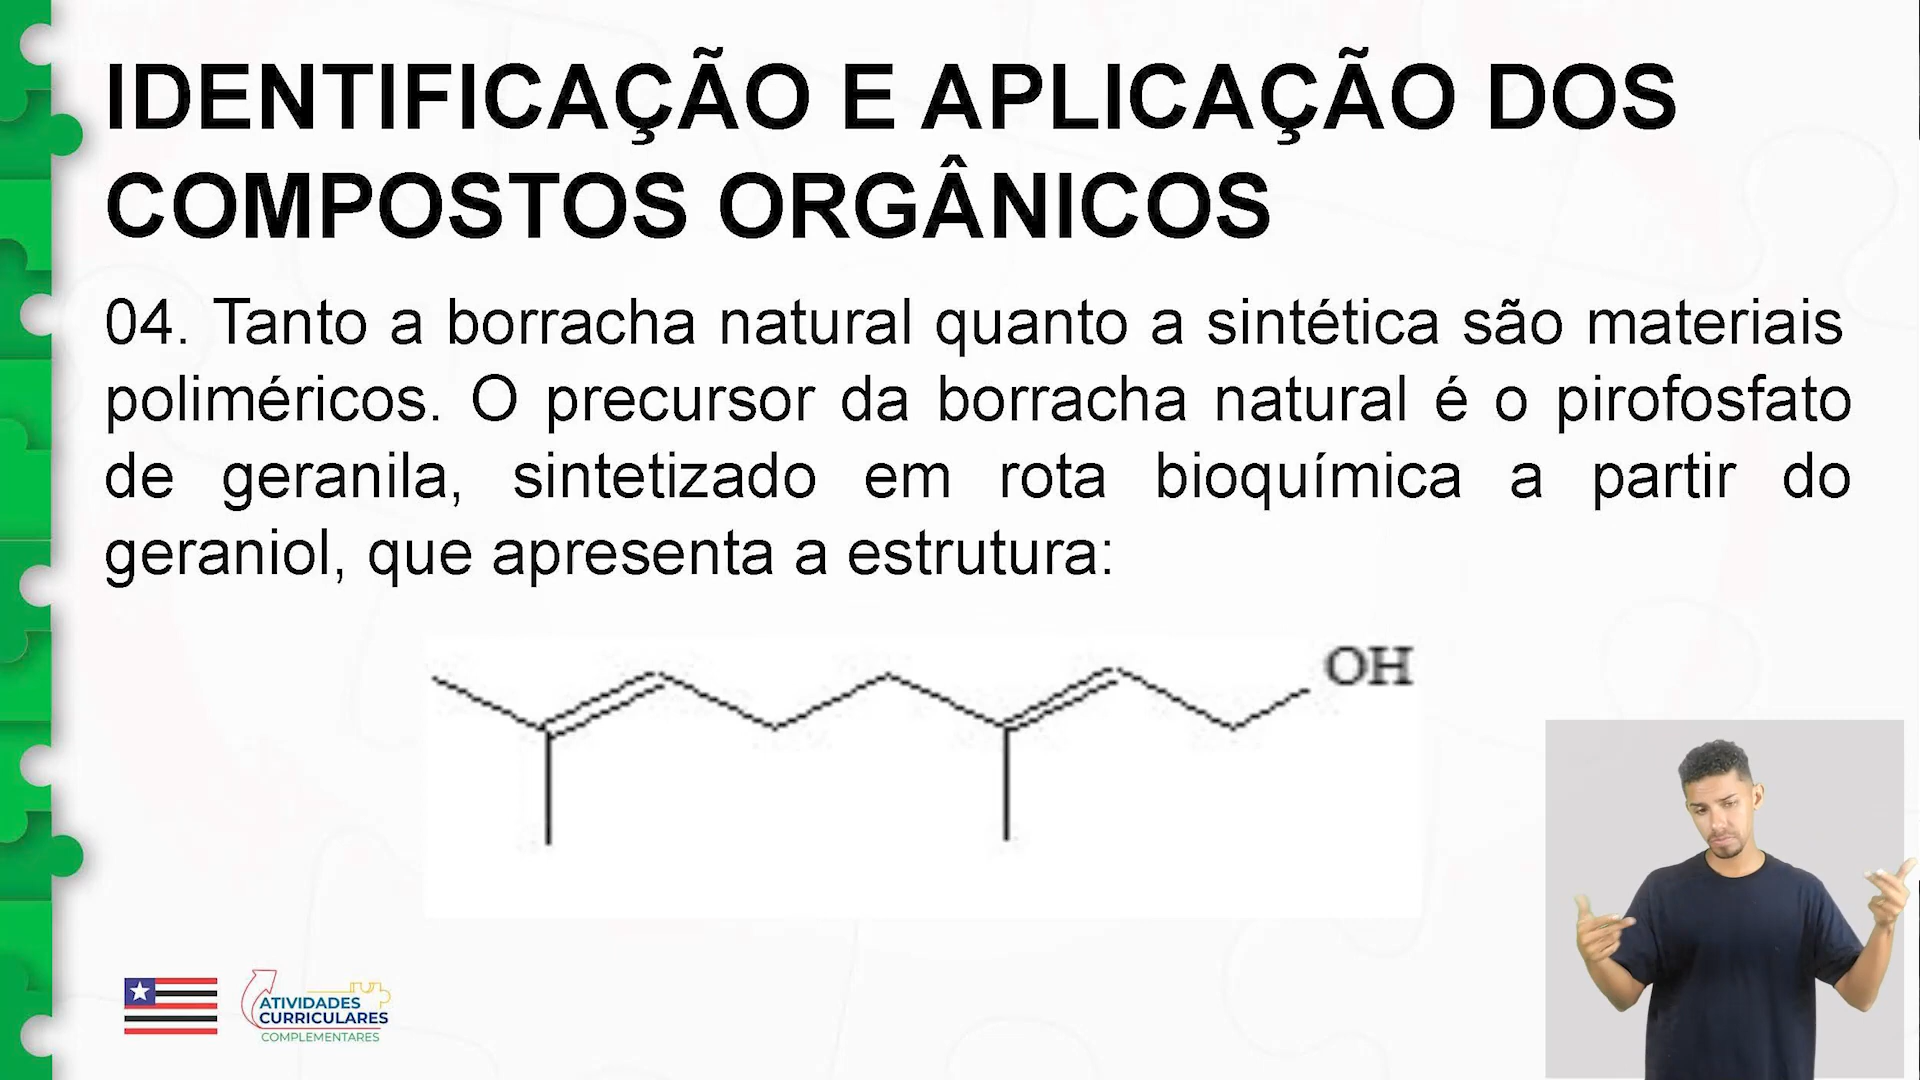 IDENTIFICAÇÃO E APLICAÇÃO DOS
COMPOSTOS ORGÂNICOS
04. Tanto a borracha natural quanto a sintética são materiais
poliméricos. O precursor da borracha natural é o pirofosfato
de geranila, sintetizado em rota bioquímica a partir do
geraniol, que apresenta a estrutura:
OH
ATIVIDADES
CURRICULARES
COMPLEMENTARES